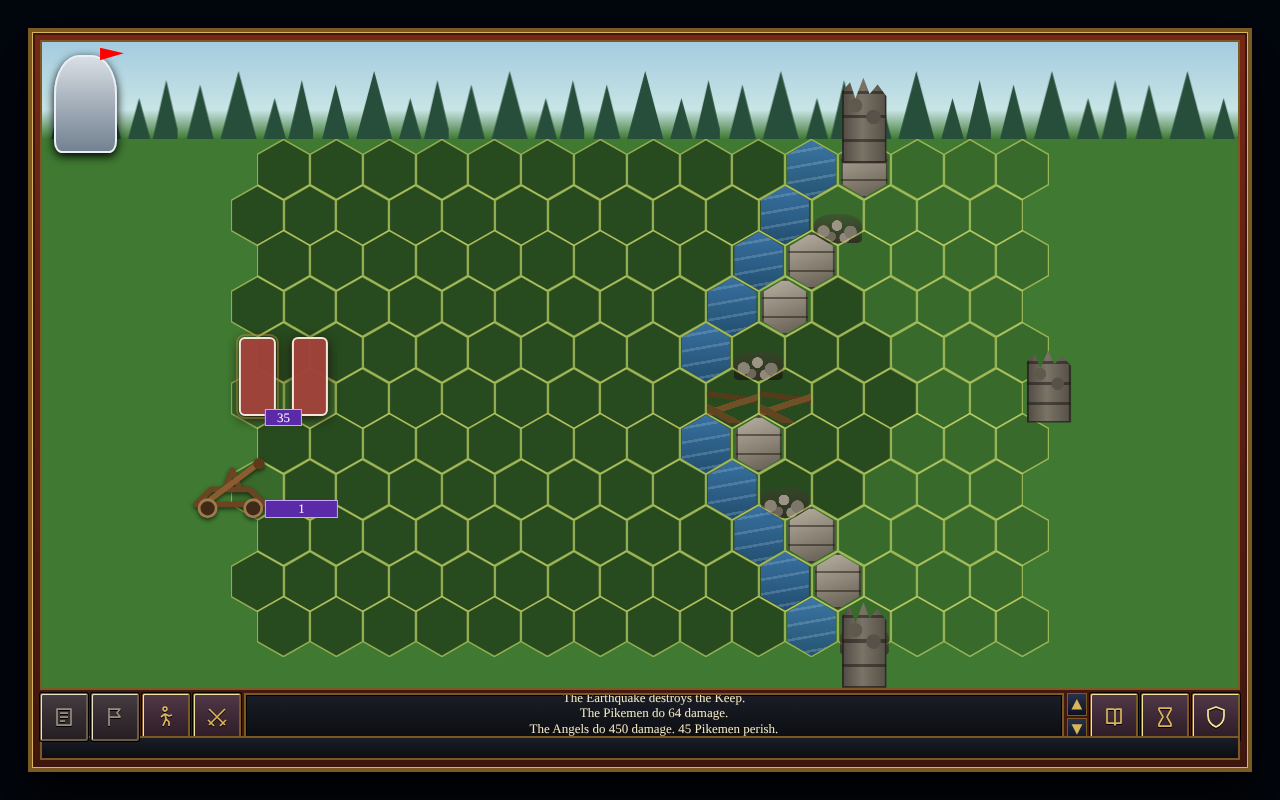 35
1
The Earthquake destroys the Keep.
The Pikemen do 64 damage.
The Angels do 450 damage. 45 Pikemen perish.